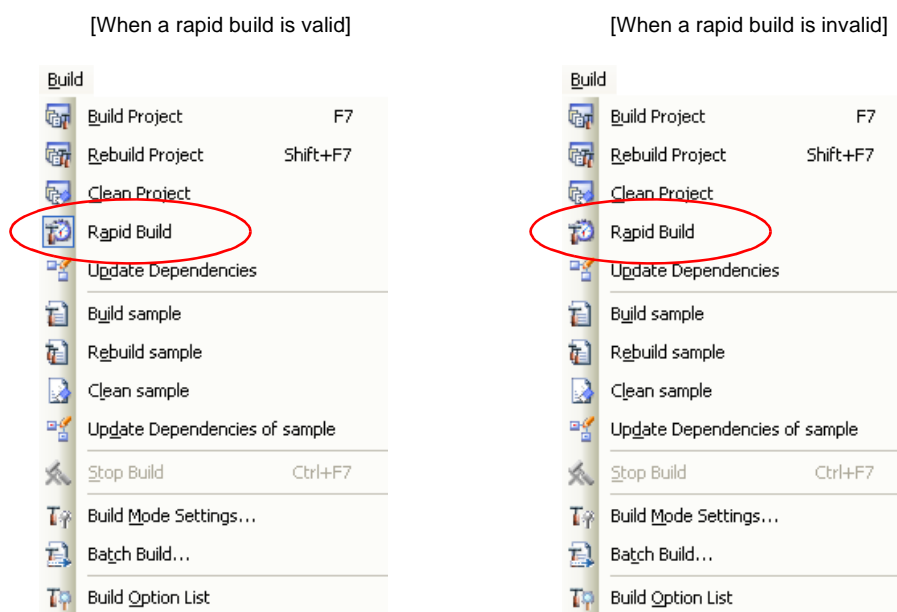 [When a rapid build is valid]
Build
Build Project F7
Rebuild Project Shift+F7
Clean Project
Rapid Build
Update Dependencies
Build sample
Rebuild sample
Clean sample
Update Dependencies of sample
Stop Build Ctrl+F7
Build Mode Settings...
Batch Build...
Build Option List
[When a rapid build is invalid]
Build
Build Project F7
Rebuild Project Shift+F7
Clean Project
Rapid Build
Update Dependencies
Build sample
Rebuild sample
Clean sample
Update Dependencies of sample
Stop Build Ctrl+F7
Build Mode Settings...
Batch Build...
Build Option List